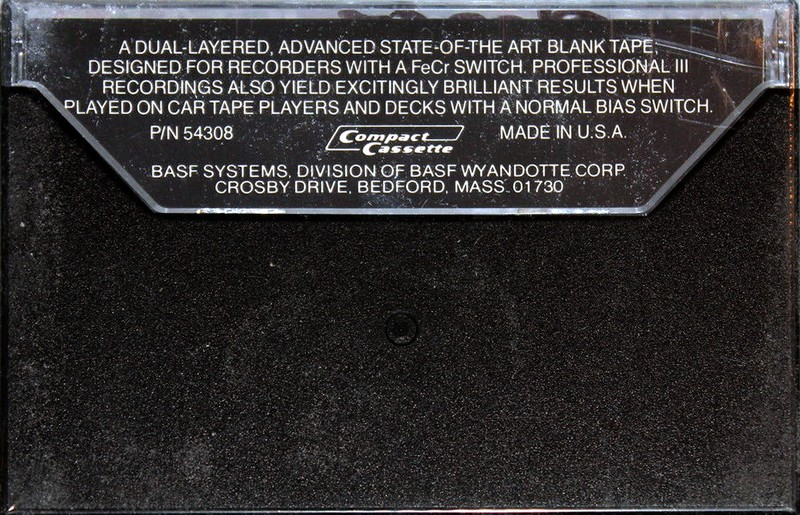 A DUAL-LAYERED, ADVANCED STATE-OF-THE ART BLANK TAPE,
DESIGNED FOR RECORDERS WITH A FeCr SWITCH. PROFESSIONAL III
RECORDINGS ALSO YIELD EXCITINGLY BRILLIANT RESULTS WHEN
PLAYED ON CAR TAPE PLAYERS AND DECKS WITH A NORMAL BIAS SWITCH.
P/N 54308 Compact Cassette MADE IN U.S.A.
BASF SYSTEMS, DIVISION OF BASF WYANDOTTE CORP.
CROSBY DRIVE, BEDFORD, MASS. 01730